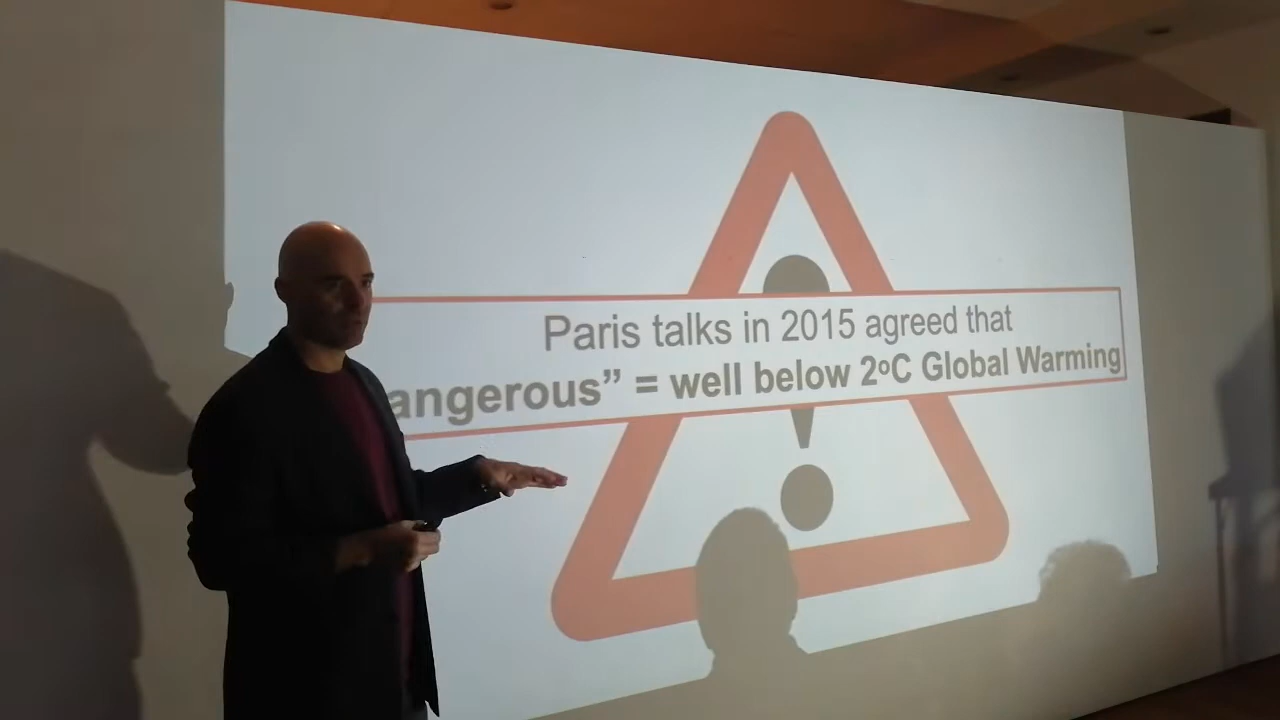 Paris talks in 2015 agreed that
angerous” = well below 2ºC Global Warming